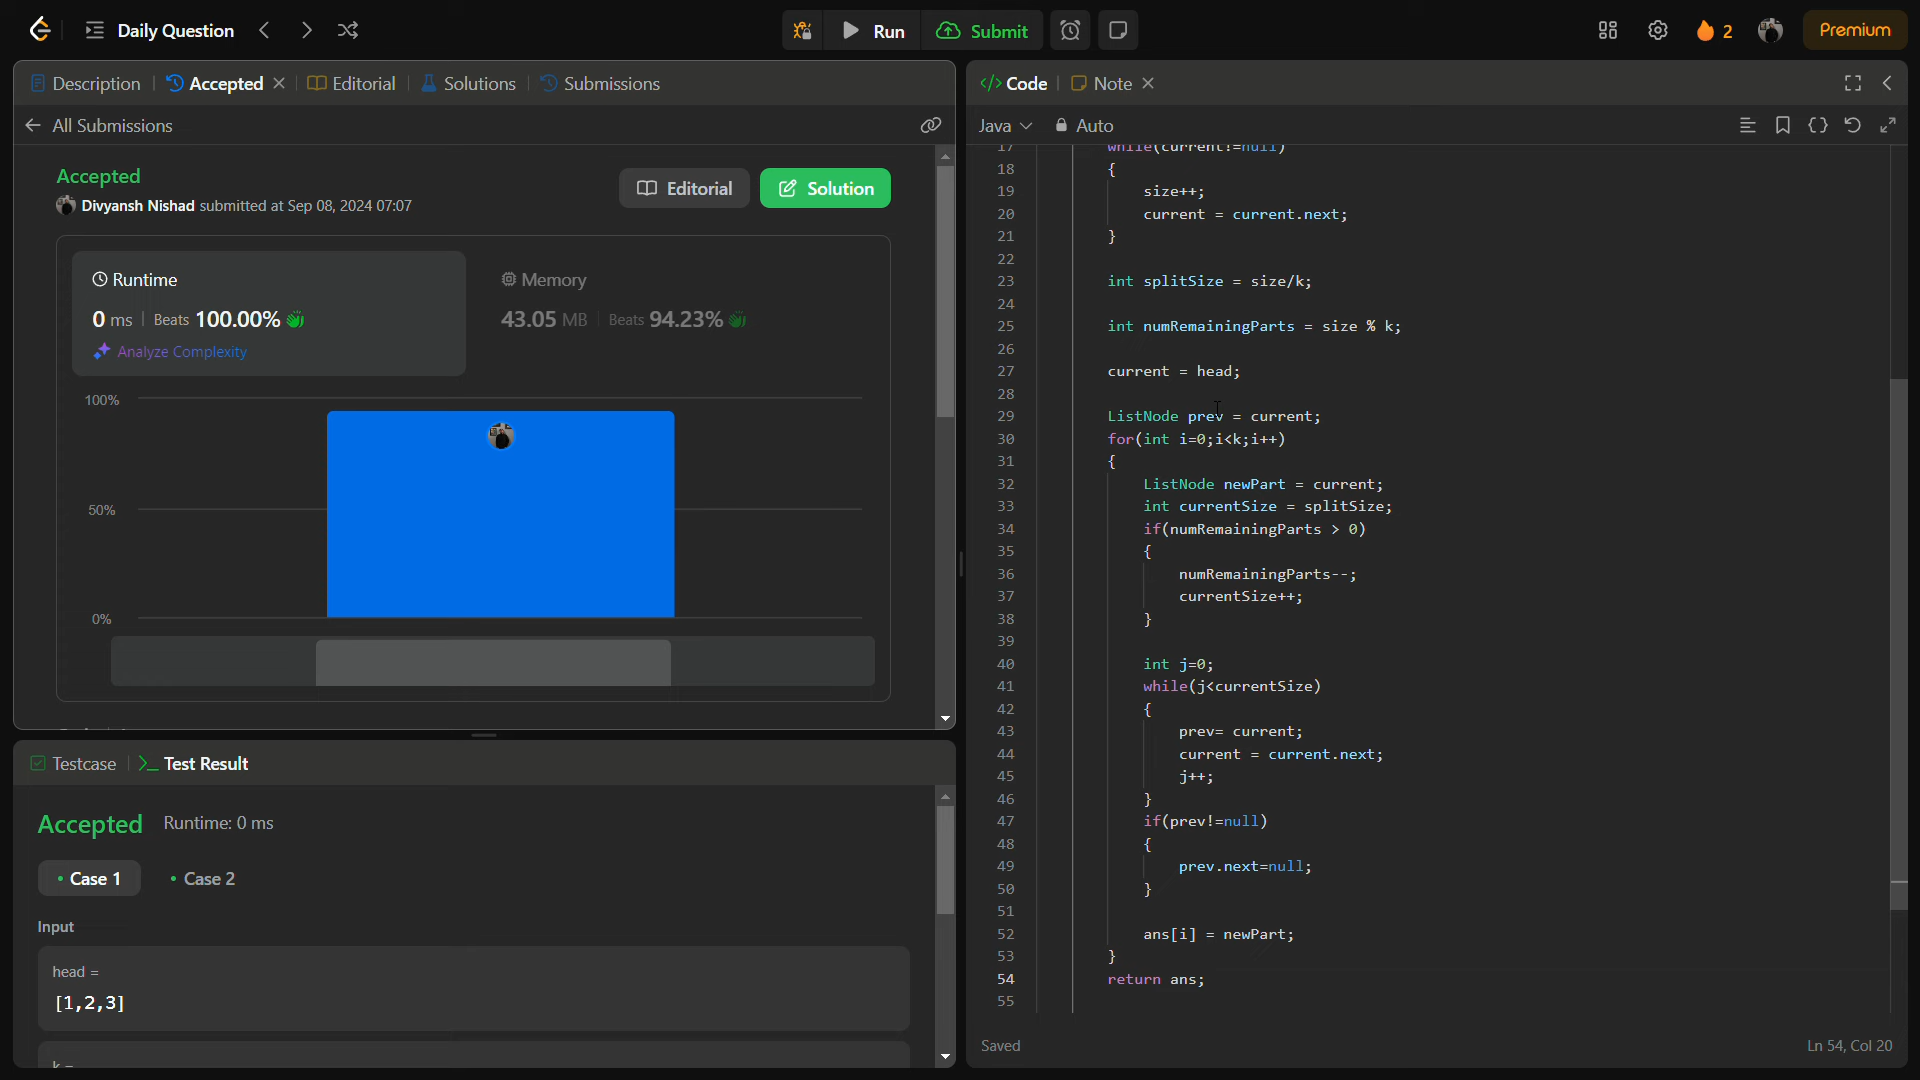 Daily Question
Run
Submit
2
Premium
Description
Accepted
Editorial
Solutions
Submissions
All Submissions
Accepted
Divyansh Nishad submitted at Sep 08, 2024 07:07
Editorial
Solution
Runtime
0 ms | Beats 100.00%
Analyze Complexity
Memory
43.05 MB | Beats 94.23%
100%
50%
0%
Testcase
Test Result
Accepted Runtime: 0 ms
Case 1
Case 2
Input
head =
[1,2,3]
k =
</> Code
Note
Java
Auto
17 while(current!=null)
18 {
19 size++;
20 current = current.next;
21 }
22
23 int splitSize = size/k;
24
25 int numRemainingParts = size % k;
26
27 current = head;
28
29 ListNode prev = current;
30 for(int i=0;i<k;i++)
31 {
32 ListNode newPart = current;
33 int currentSize = splitSize;
34 if(numRemainingParts > 0)
35 {
36 numRemainingParts--;
37 currentSize++;
38 }
39
40 int j=0;
41 while(j<currentSize)
42 {
43 prev= current;
44 current = current.next;
45 j++;
46 }
47 if(prev!=null)
48 {
49 prev.next=null;
50 }
51
52 ans[i] = newPart;
53 }
54 return ans;
55
Saved
Ln 54, Col 20